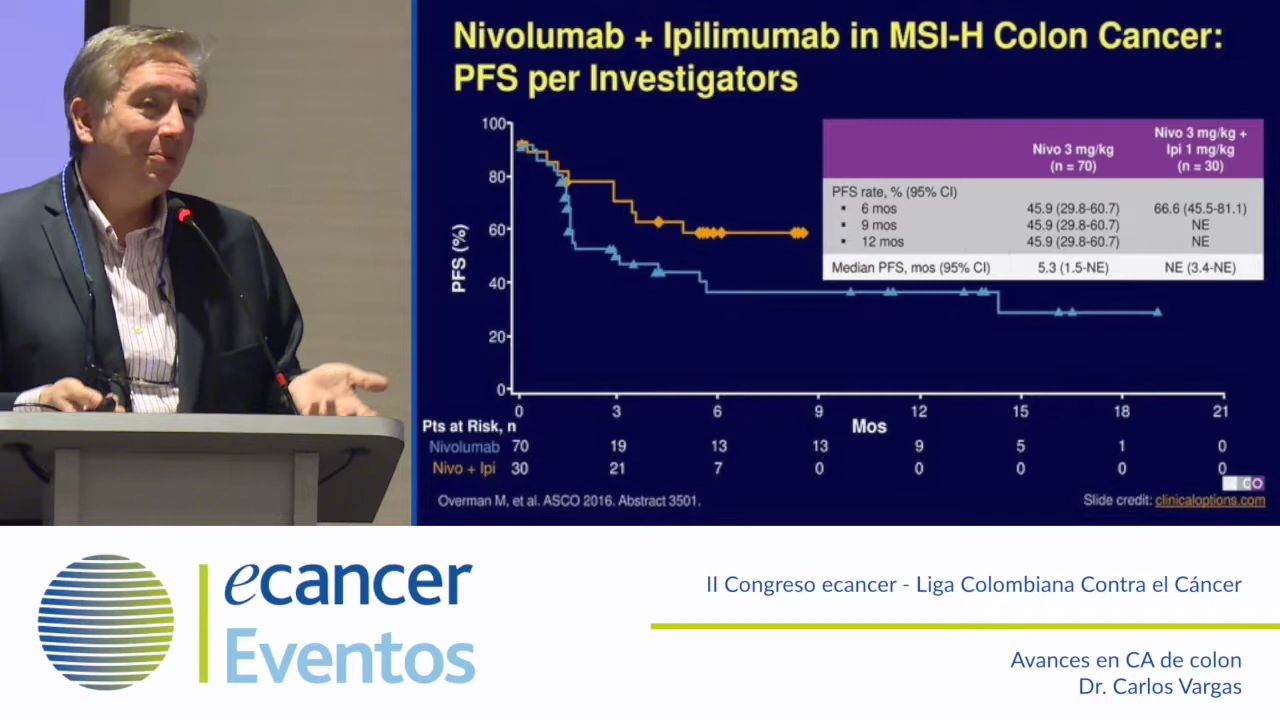 Nivolumab + Ipilimumab in MSI-H Colon Cancer:
PFS per Investigators
PFS (%)
100
80
60
40
20
0
0 3 6 9 12 15 18 21
Mos
Nivo 3 mg/kg
(n = 70)
Nivo 3 mg/kg +
Ipi 1 mg/kg
(n = 30)
PFS rate, % (95% CI)
▪ 6 mos 45.9 (29.8-60.7) 66.6 (45.5-81.1)
▪ 9 mos 45.9 (29.8-60.7) NE
▪ 12 mos 45.9 (29.8-60.7) NE
Median PFS, mos (95% CI) 5.3 (1.5-NE) NE (3.4-NE)
Pts at Risk, n
Nivolumab 70 19 13 13 9 5 1 0
Nivo + Ipi 30 21 7 0 0 0 0 0
CO
Overman M, et al. ASCO 2016. Abstract 3501.
Slide credit: clinicaloptions.com
ecancer
Eventos
II Congreso ecancer - Liga Colombiana Contra el Cáncer
Avances en CA de colon
Dr. Carlos Vargas